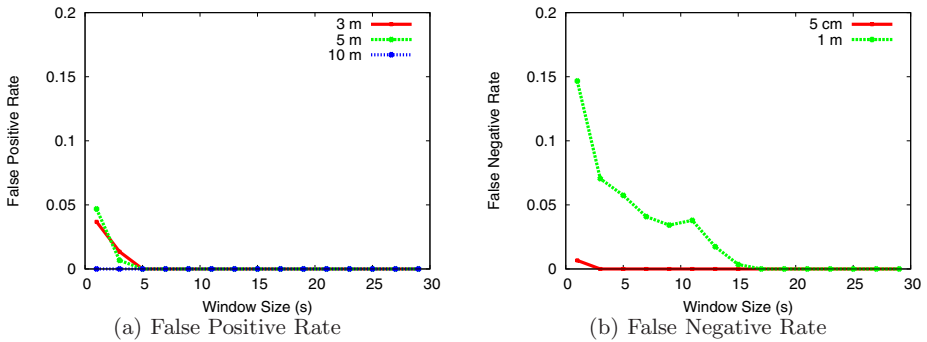 0.2
0.15
0.1
0.05
0
False Positive Rate
3 m
5 m
10 m
0 5 10 15 20 25 30
Window Size (s)
(a) False Positive Rate
0.2
0.15
0.1
0.05
0
False Negative Rate
5 cm
1 m
0 5 10 15 20 25 30
Window Size (s)
(b) False Negative Rate